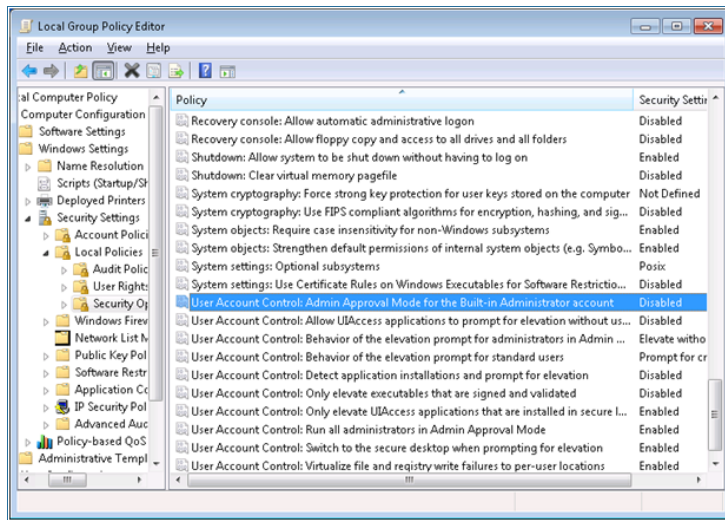 Local Group Policy Editor
File Action View Help
al Computer Policy
Computer Configuration
Software Settings
Windows Settings
Name Resolution
Scripts (Startup/Sh
Deployed Printers
Security Settings
Account Polici
Local Policies
Audit Polic
User Rights
Security Op
Windows Firew
Network List M
Public Key Pol
Software Restr
Application Co
IP Security Pol
Advanced Auc
Policy-based QoS
Administrative Templ
Policy Security Settin
Recovery console: Allow automatic administrative logon Disabled
Recovery console: Allow floppy copy and access to all drives and all folders Disabled
Shutdown: Allow system to be shut down without having to log on Enabled
Shutdown: Clear virtual memory pagefile Disabled
System cryptography: Force strong key protection for user keys stored on the computer Not Defined
System cryptography: Use FIPS compliant algorithms for encryption, hashing, and sig... Disabled
System objects: Require case insensitivity for non-Windows subsystems Enabled
System objects: Strengthen default permissions of internal system objects (e.g. Symbo... Enabled
System settings: Optional subsystems Posix
System settings: Use Certificate Rules on Windows Executables for Software Restrictio... Disabled
User Account Control: Admin Approval Mode for the Built-in Administrator account Disabled
User Account Control: Allow UIAccess applications to prompt for elevation without us... Disabled
User Account Control: Behavior of the elevation prompt for administrators in Admin ... Elevate witho
User Account Control: Behavior of the elevation prompt for standard users Prompt for cr
User Account Control: Detect application installations and prompt for elevation Disabled
User Account Control: Only elevate executables that are signed and validated Disabled
User Account Control: Only elevate UIAccess applications that are installed in secure l... Enabled
User Account Control: Run all administrators in Admin Approval Mode Enabled
User Account Control: Switch to the secure desktop when prompting for elevation Enabled
User Account Control: Virtualize file and registry write failures to per-user locations Enabled